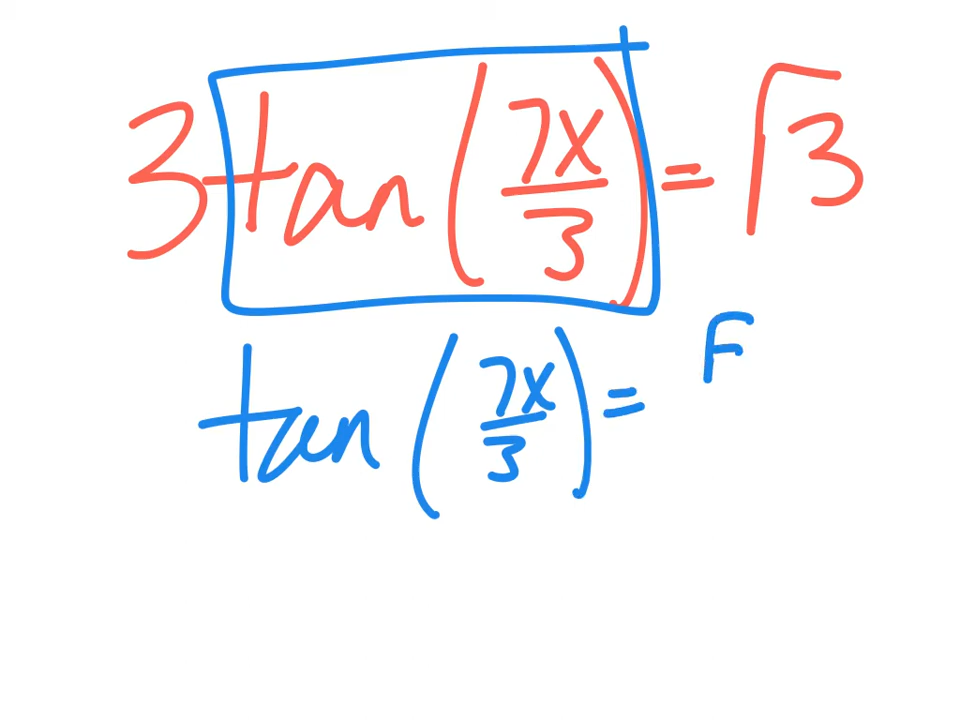 3tan(7x/3) = √3
tan(7x/3) = F